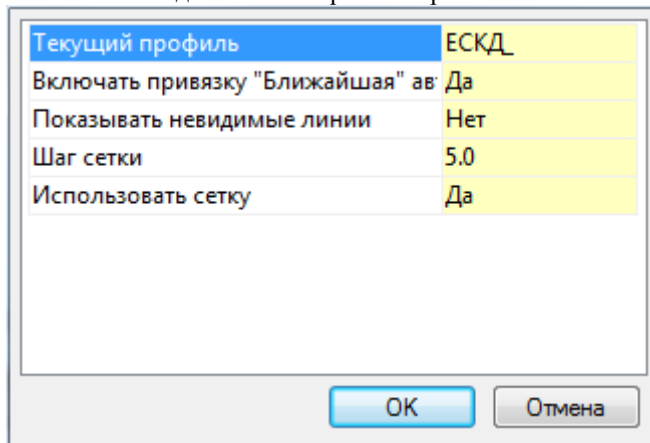 Текущий профиль ЕСКД_
Включать привязку "Ближайшая" ав Да
Показывать невидимые линии Нет
Шаг сетки 5.0
Использовать сетку Да
OK Отмена